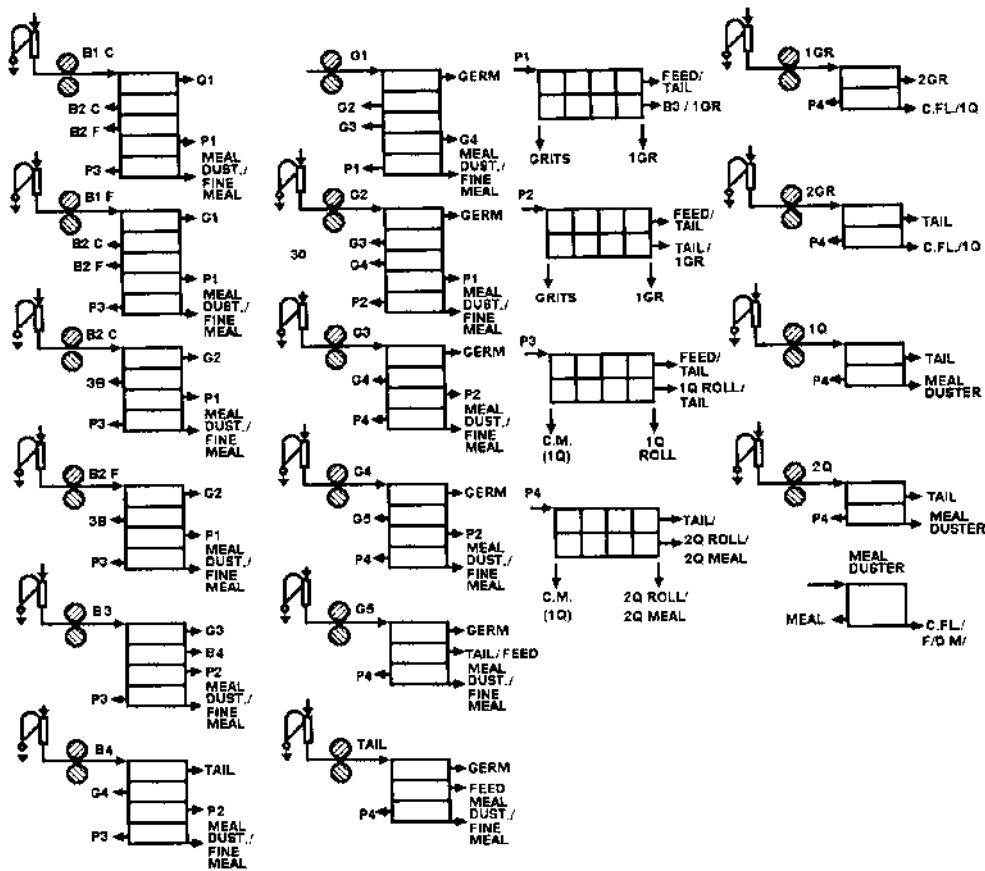 B1 C
G1
B2 C
B2 F
P1
P3
MEAL
DUST./
FINE
MEAL
B1 F
G1
B2 C
B2 F
P1
P3
MEAL
DUST./
FINE
MEAL
B2 C
G2
3B
P1
P3
MEAL
DUST./
FINE
MEAL
B2 F
G2
3B
P1
P3
MEAL
DUST./
FINE
MEAL
B3
G3
B4
P2
P3
MEAL
DUST./
FINE
MEAL
B4
TAIL
G4
P2
P3
MEAL
DUST./
FINE
MEAL
G1
GERM
G2
G3
G4
P1
MEAL
DUST./
FINE
MEAL
30
G2
GERM
G3
G4
P1
P2
MEAL
DUST./
FINE
MEAL
G3
GERM
G4
P2
P4
MEAL
DUST./
FINE
MEAL
G4
GERM
G5
P2
P4
MEAL
DUST./
FINE
MEAL
G5
GERM
TAIL/FEED
P4
MEAL
DUST./
FINE
MEAL
TAIL
GERM
FEED
P4
MEAL
DUST./
FINE
MEAL
P1
FEED/
TAIL
B3 / 1GR
GRITS
1GR
P2
FEED/
TAIL
TAIL/
1GR
GRITS
1GR
P3
FEED/
TAIL
1Q ROLL/
TAIL
C.M.
(1Q)
1Q
ROLL
P4
TAIL/
2Q ROLL/
2Q MEAL
C.M.
(1Q)
2Q ROLL/
2Q MEAL
1GR
2GR
P4
C.FL/1Q
2GR
TAIL
P4
C.FL/1Q
1Q
TAIL
P4
MEAL
DUSTER
2Q
TAIL
P4
MEAL
DUSTER
MEAL
DUSTER
MEAL
C.FL./
F/D M/